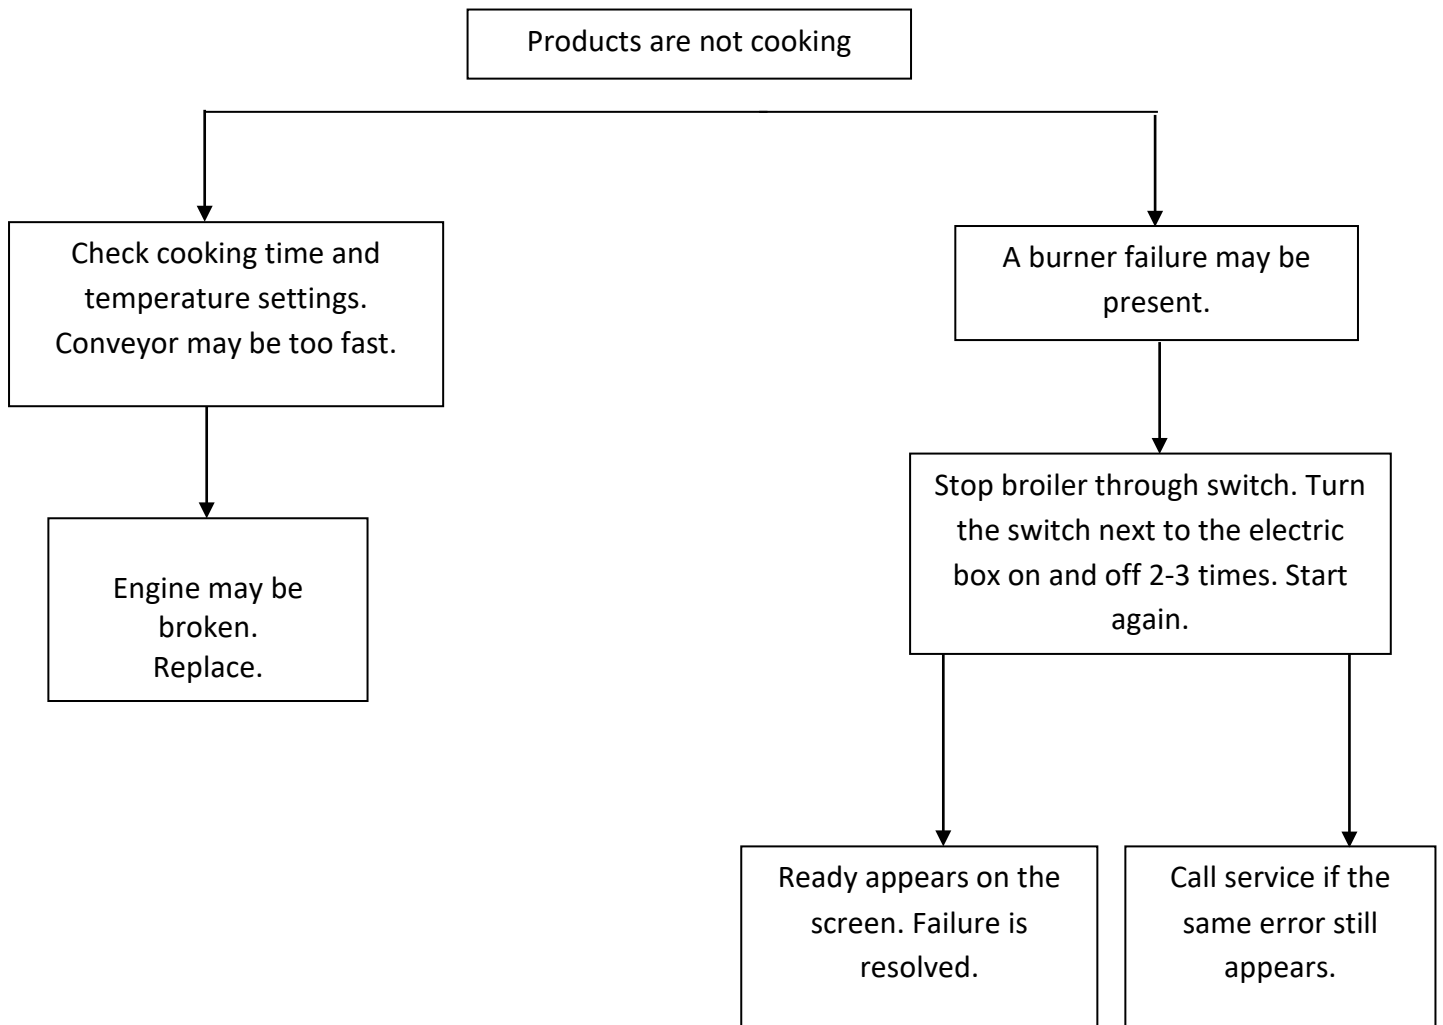 Products are not cooking
Check cooking time and
temperature settings.
Conveyor may be too fast.
A burner failure may be
present.
Engine may be
broken.
Replace.
Stop broiler through switch. Turn
the switch next to the electric
box on and off 2-3 times. Start
again.
Ready appears on the
screen. Failure is
resolved.
Call service if the
same error still
appears.